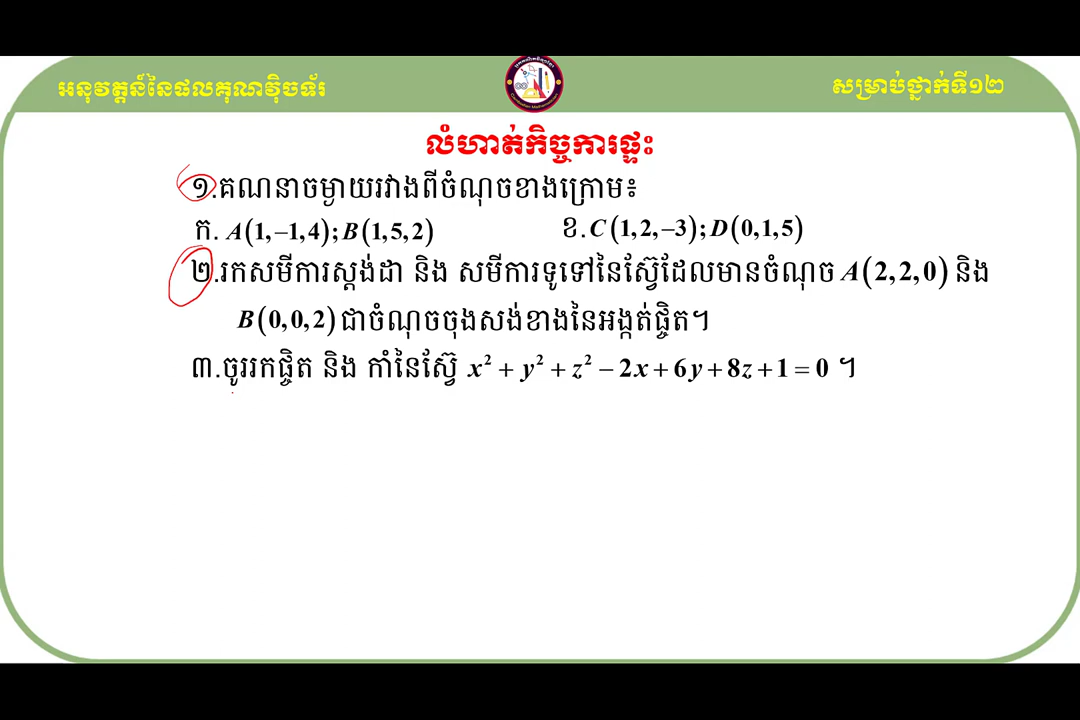 អនុវត្តន៍នៃផលគុណវ៉ិចទ័រ
សម្រាប់ថ្នាក់ទី១២
លំហាត់កិច្ចការផ្ទះ
១.គណនាចម្ងាយរវាងពីចំណុចខាងក្រោម៖
ក. A(1,−1,4);B(1,5,2) ខ.C(1,2,−3);D(0,1,5)
២.រកសមីការស្តង់ដា និង សមីការទូទៅនៃស្វ៊ែដែលមានចំណុច A(2,2,0) និង
B(0,0,2) ជាចំណុចចុងសង់ខាងនៃអង្កត់ផ្ចិត។
៣.ចូររកផ្ចិត និង កាំនៃស្វ៊ែ x² + y² + z² − 2x + 6y + 8z + 1 = 0 ។